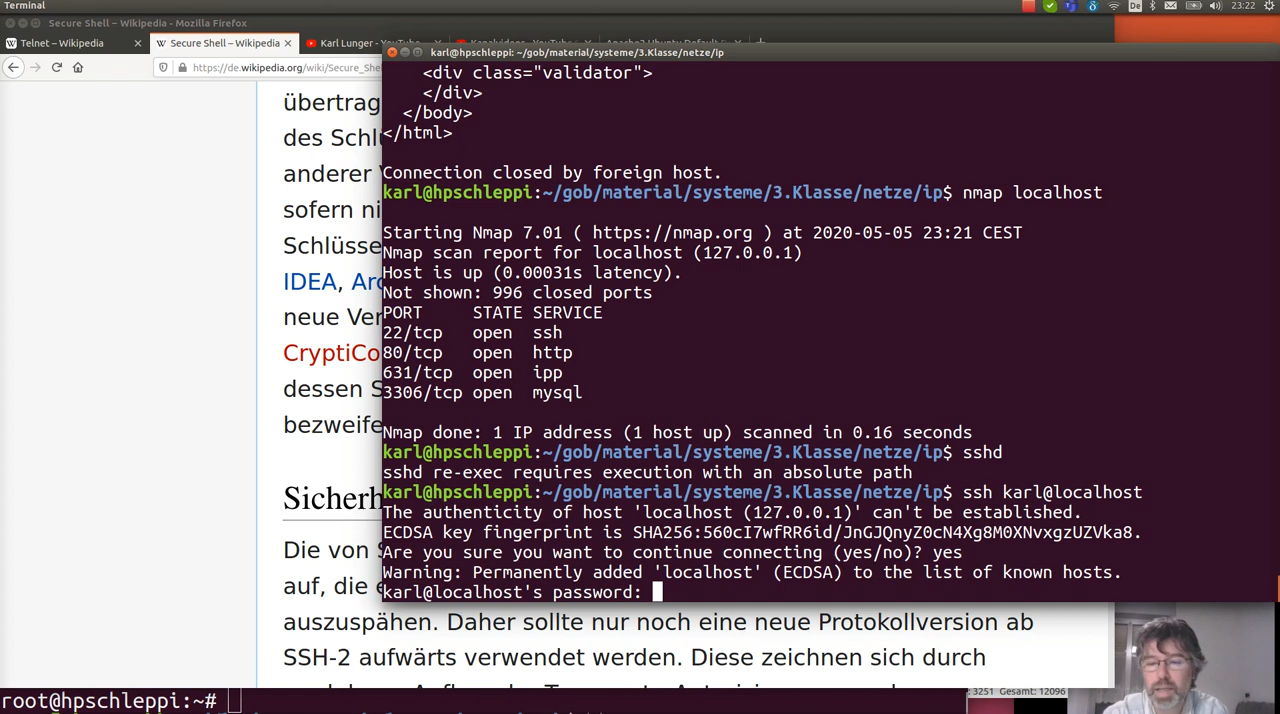 Terminal
De
23:22
Secure Shell – Wikipedia - Mozilla Firefox
Telnet – Wikipedia
Secure Shell – Wikipedia
Karl Lunger - YouTube
https://de.wikipedia.org/wiki/Secure_She
karl@hpschleppi: ~/gob/material/systeme/3.Klasse/netze/ip
<div class="validator">
</div>
</body>
</html>
Connection closed by foreign host.
karl@hpschleppi:~/gob/material/systeme/3.Klasse/netze/ip$ nmap localhost
Starting Nmap 7.01 ( https://nmap.org ) at 2020-05-05 23:21 CEST
Nmap scan report for localhost (127.0.0.1)
Host is up (0.00031s latency).
Not shown: 996 closed ports
PORT STATE SERVICE
22/tcp open ssh
80/tcp open http
631/tcp open ipp
3306/tcp open mysql
Nmap done: 1 IP address (1 host up) scanned in 0.16 seconds
karl@hpschleppi:~/gob/material/systeme/3.Klasse/netze/ip$ sshd
sshd re-exec requires execution with an absolute path
karl@hpschleppi:~/gob/material/systeme/3.Klasse/netze/ip$ ssh karl@localhost
The authenticity of host 'localhost (127.0.0.1)' can't be established.
ECDSA key fingerprint is SHA256:560cI7wfRR6id/JnGJQnyZ0cN4Xg8M0XNvxgzUZVka8.
Are you sure you want to continue connecting (yes/no)? yes
Warning: Permanently added 'localhost' (ECDSA) to the list of known hosts.
karl@localhost's password:
übertrag
des Schlü
anderer V
sofern ni
Schlüsse
IDEA, Arc
neue Ver
CryptiCo
dessen S
bezweife
Sicherh
Die von S
auf, die e
auszuspähen. Daher sollte nur noch eine neue Protokollversion ab
SSH-2 aufwärts verwendet werden. Diese zeichnen sich durch
3251 Gesamt: 12096
root@hpschleppi:~#